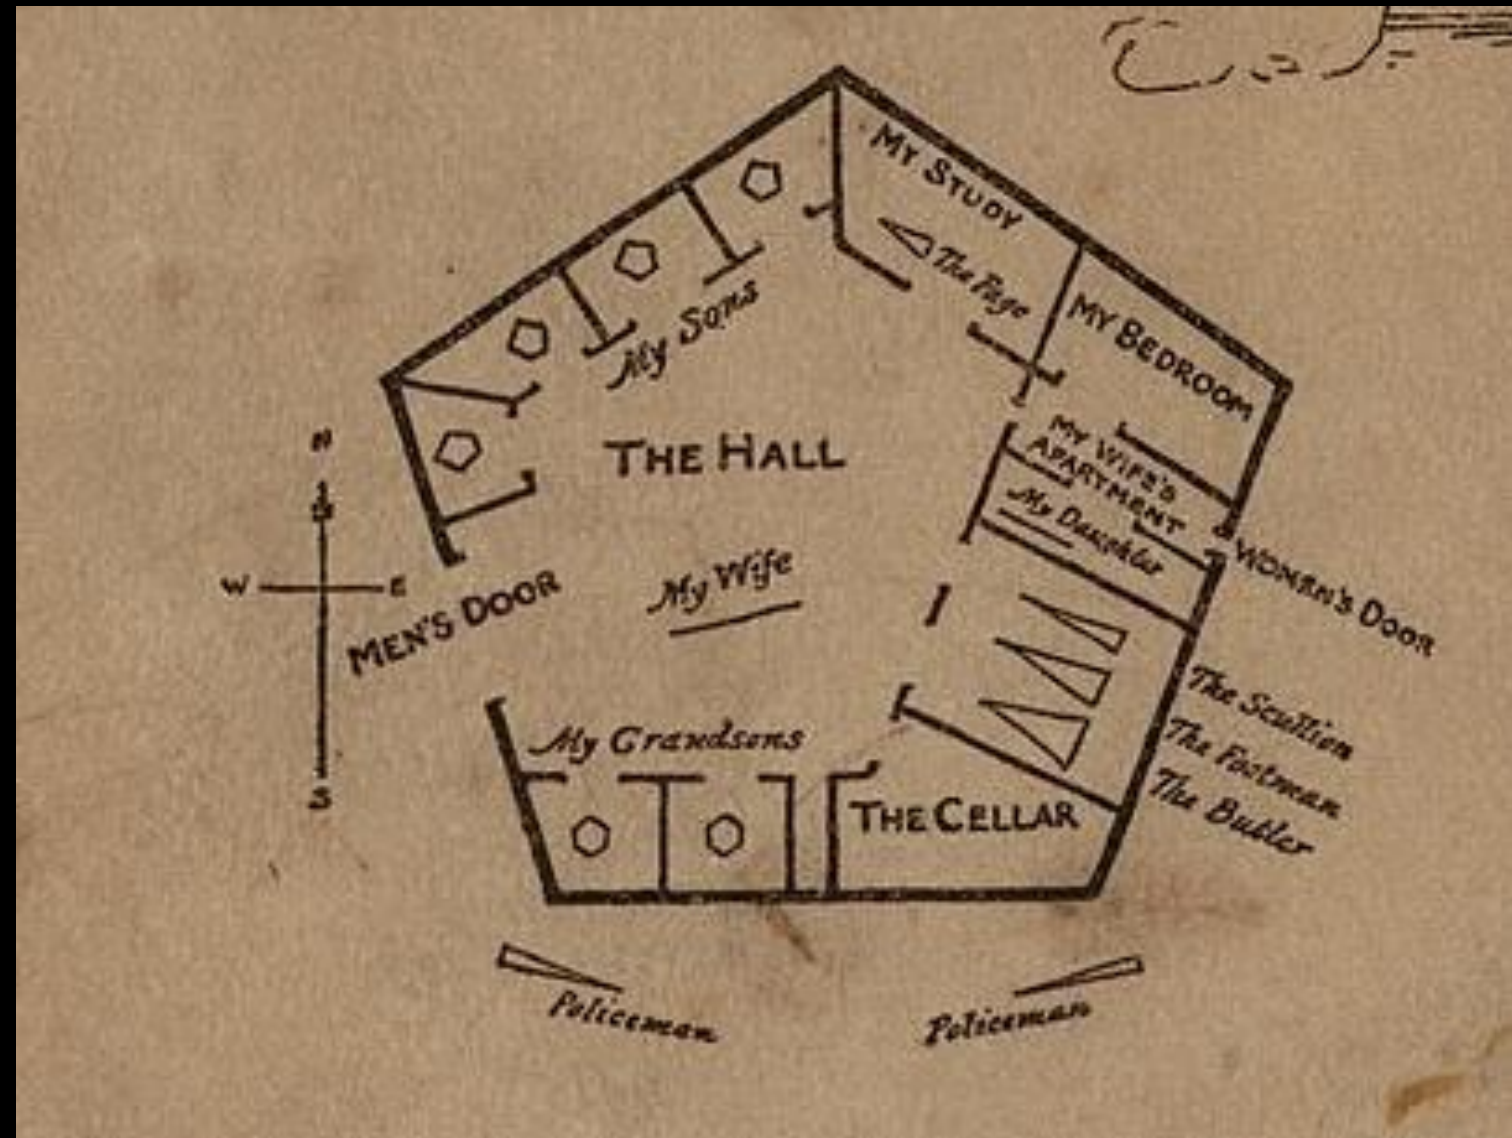 MY STUDY
The Page
MY BEDROOM
My Sons
THE HALL
N
W
E
S
MY WIFE'S
APARTMENT
My Daughter
WOMEN'S DOOR
MEN'S DOOR
My Wife
The Scullion
The Footman
The Butler
My Grandsons
THE CELLAR
Policeman
Policeman